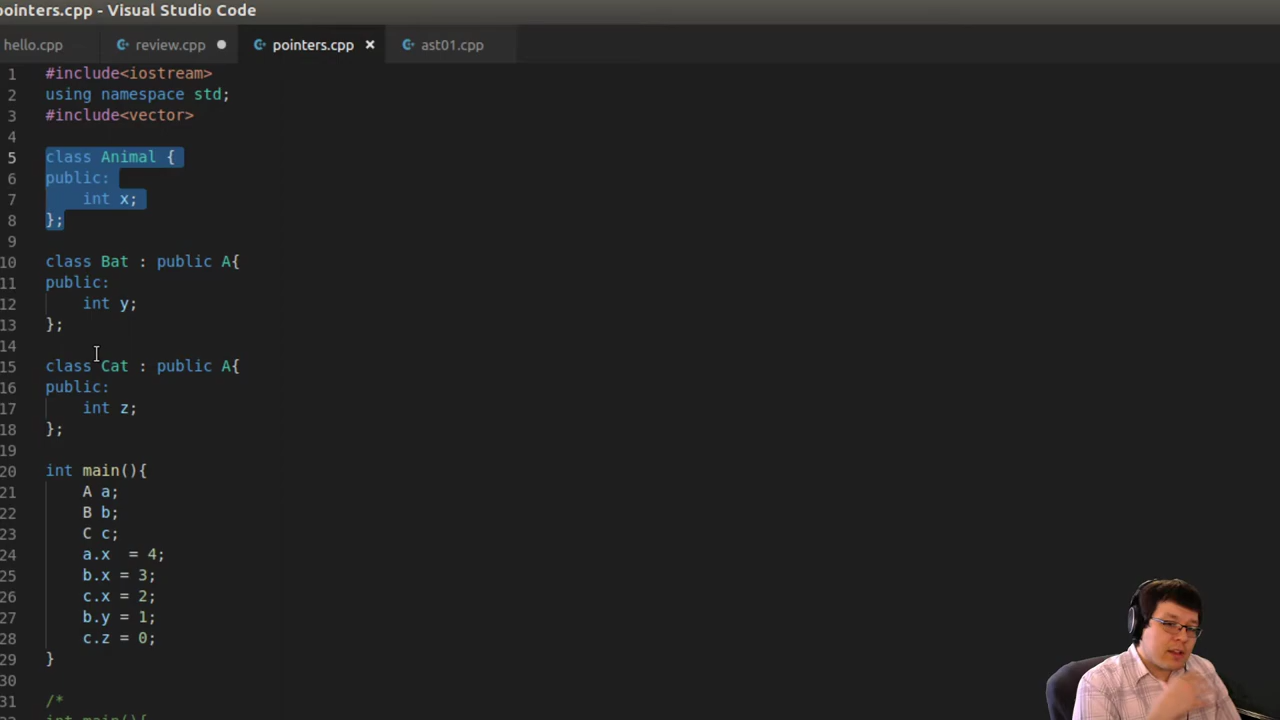 pointers.cpp - Visual Studio Code
hello.cpp review.cpp pointers.cpp ast01.cpp
1 #include<iostream>
2 using namespace std;
3 #include<vector>
4
5 class Animal {
6 public:
7 int x;
8 };
9
10 class Bat : public A{
11 public:
12 int y;
13 };
14
15 class Cat : public A{
16 public:
17 int z;
18 };
19
20 int main(){
21 A a;
22 B b;
23 C c;
24 a.x  = 4;
25 b.x = 3;
26 c.x = 2;
27 b.y = 1;
28 c.z = 0;
29 }
30
31 /*
int main(){